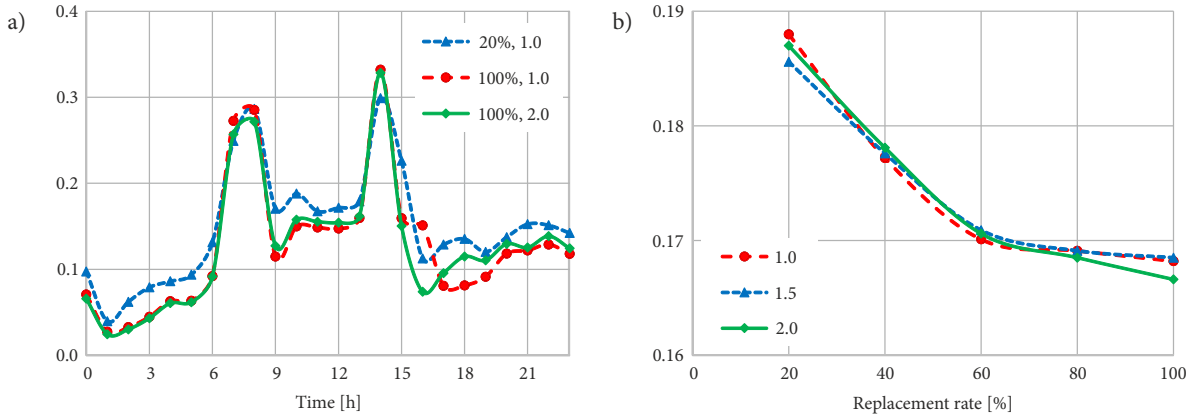 a)
0.4
0.3
0.2
0.1
0.0
20%, 1.0
100%, 1.0
100%, 2.0
0 3 6 9 12 15 18 21
Time [h]
b)
0.19
0.18
0.17
0.16
1.0
1.5
2.0
0 20 40 60 80 100
Replacement rate [%]